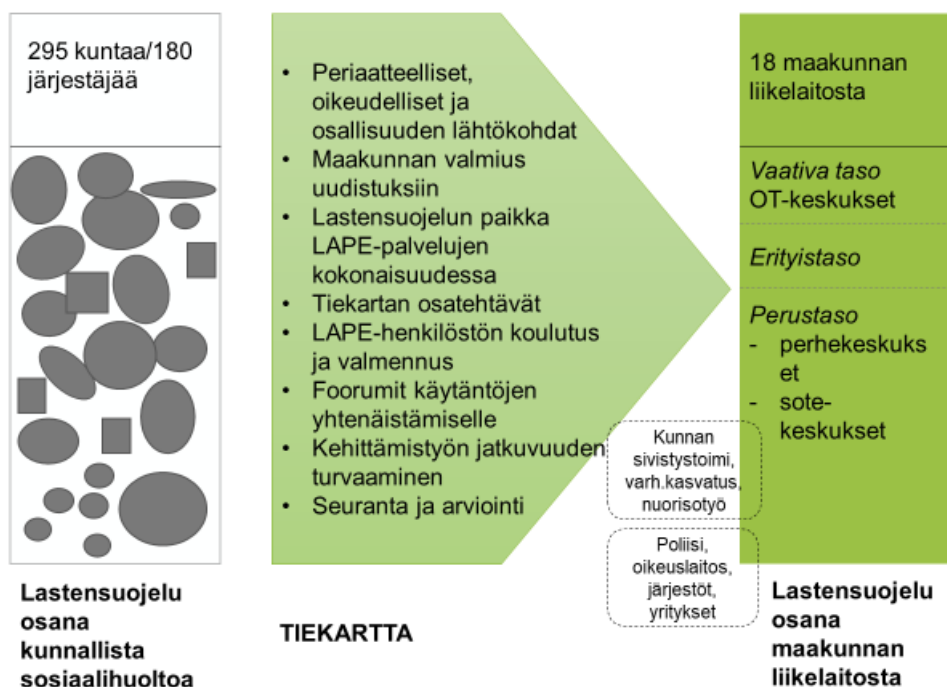 295 kuntaa/180
järjestäjää
Lastensuojelu
osana
kunnallista
sosiaalihuoltoa
• Periaatteelliset,
oikeudelliset ja
osallisuuden lähtökohdat
• Maakunnan valmius
uudistuksiin
• Lastensuojelun paikka
LAPE-palvelujen
kokonaisuudessa
• Tiekartan osatehtävät
• LAPE-henkilöstön koulutus
ja valmennus
• Foorumit käytäntöjen
yhtenäistämiselle
• Kehittämistyön jatkuvuuden
turvaaminen
• Seuranta ja arviointi
TIEKARTTA
Kunnan
sivistystoimi,
varh.kasvatus,
nuorisotyö
Poliisi,
oikeuslaitos,
järjestöt,
yritykset
18 maakunnan
liikelaitosta
Vaativa taso
OT-keskukset
Erityistaso
Perustaso
- perhekeskuks
et
- sote-
keskukset
Lastensuojelu
osana
maakunnan
liikelaitosta